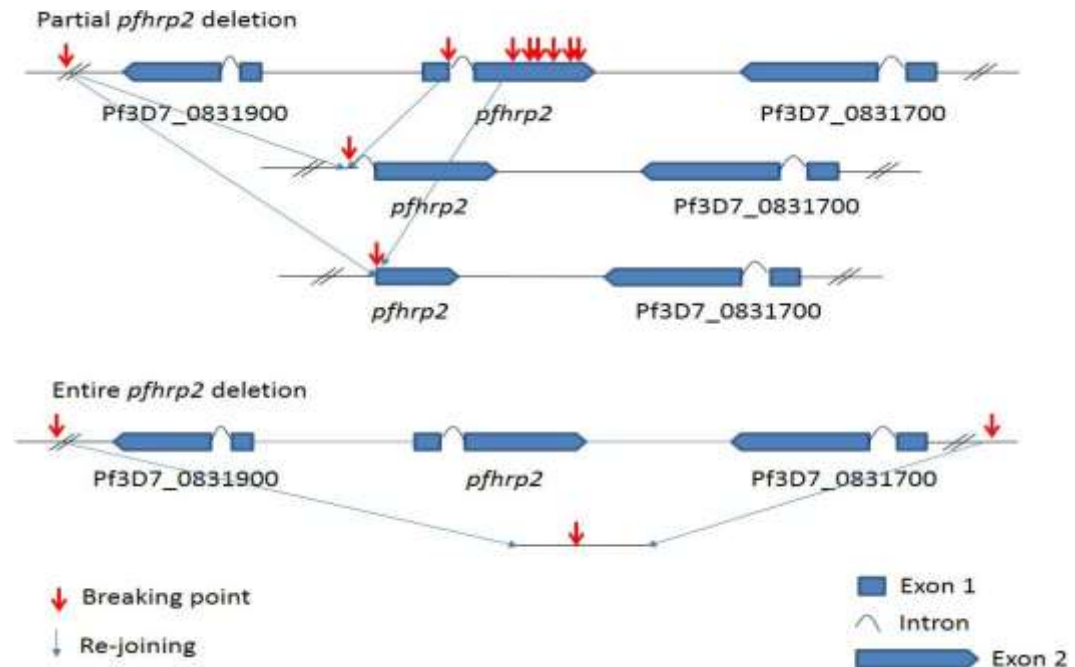 Partial pfhrp2 deletion
Pf3D7_0831900
pfhrp2
Pf3D7_0831700
pfhrp2
Pf3D7_0831700
pfhrp2
Pf3D7_0831700
Entire pfhrp2 deletion
Pf3D7_0831900
pfhrp2
Pf3D7_0831700
Breaking point
Re-joining
Exon 1
Intron
Exon 2